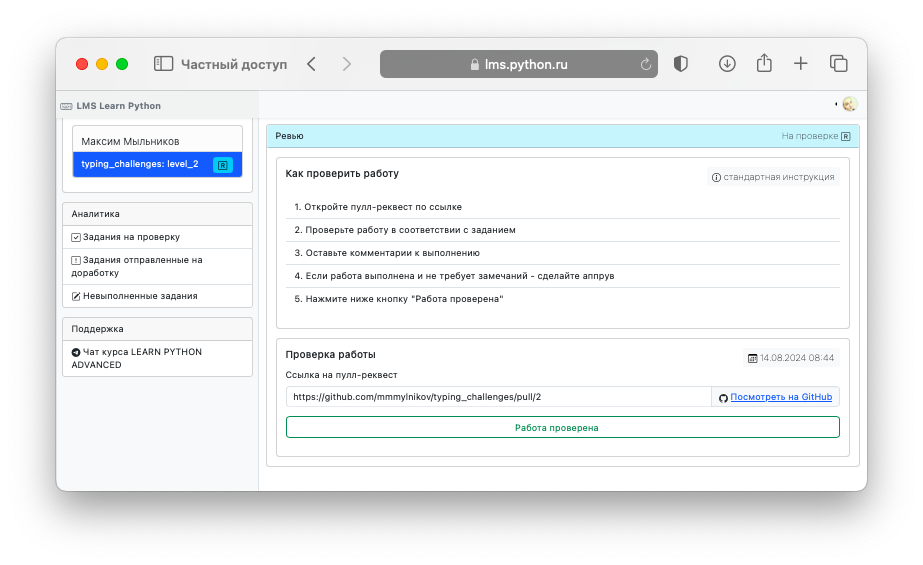 Частный доступ
lms.python.ru
LMS Learn Python
Максим Мыльников
typing_challenges: level_2 R
Аналитика
Задания на проверку
Задания отправленные на
доработку
Невыполненные задания
Поддержка
Чат курса LEARN PYTHON
ADVANCED
Ревью
На проверке R
Как проверить работу
стандартная инструкция
1. Откройте пулл-реквест по ссылке
2. Проверьте работу в соответствии с заданием
3. Оставьте комментарии к выполнению
4. Если работа выполнена и не требует замечаний - сделайте аппрув
5. Нажмите ниже кнопку "Работа проверена"
Проверка работы
14.08.2024 08:44
Ссылка на пулл-реквест
https://github.com/mmmylnikov/typing_challenges/pull/2
Посмотреть на GitHub
Работа проверена